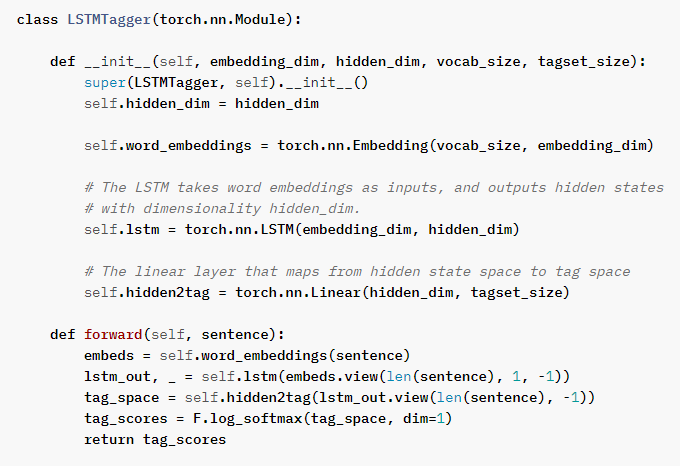 class LSTMTagger(torch.nn.Module):
def __init__(self, embedding_dim, hidden_dim, vocab_size, tagset_size):
super(LSTMTagger, self).__init__()
self.hidden_dim = hidden_dim
self.word_embeddings = torch.nn.Embedding(vocab_size, embedding_dim)
# The LSTM takes word embeddings as inputs, and outputs hidden states
# with dimensionality hidden_dim.
self.lstm = torch.nn.LSTM(embedding_dim, hidden_dim)
# The linear layer that maps from hidden state space to tag space
self.hidden2tag = torch.nn.Linear(hidden_dim, tagset_size)
def forward(self, sentence):
embeds = self.word_embeddings(sentence)
lstm_out, _ = self.lstm(embeds.view(len(sentence), 1, -1))
tag_space = self.hidden2tag(lstm_out.view(len(sentence), -1))
tag_scores = F.log_softmax(tag_space, dim=1)
return tag_scores